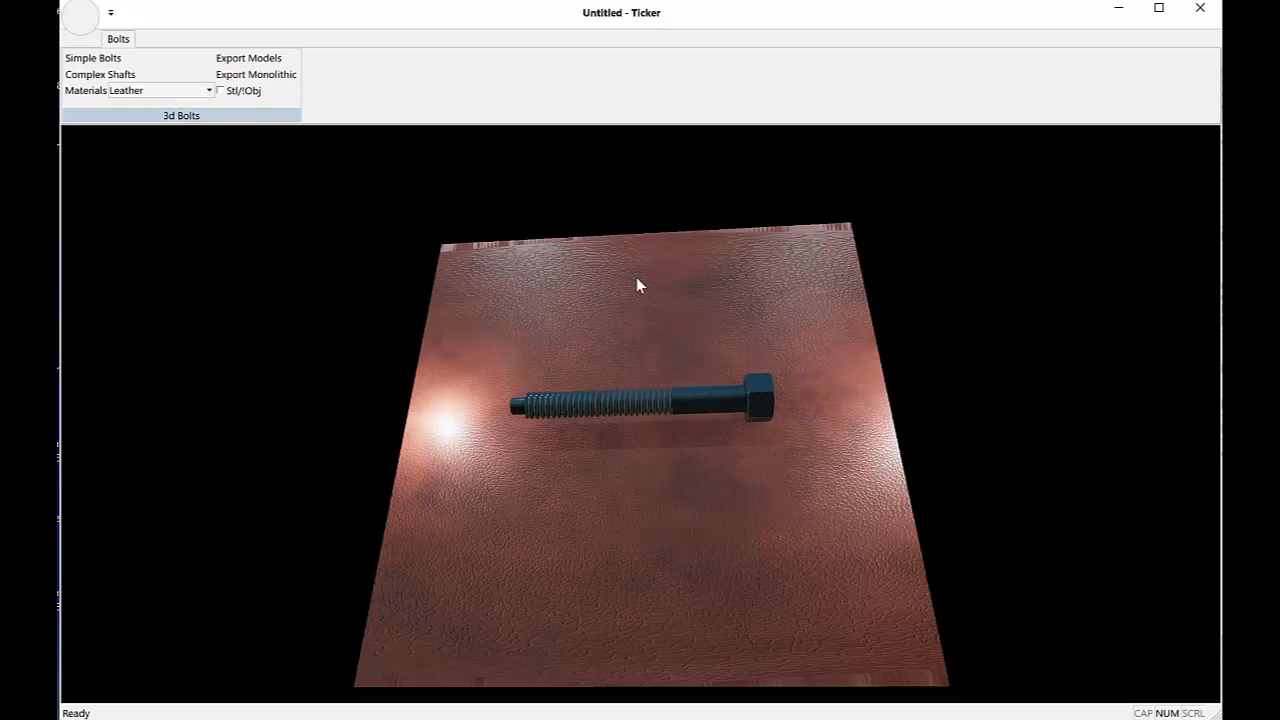 Untitled - Ticker
Bolts
Simple Bolts
Export Models
Complex Shafts
Export Monolithic
Materials Leather
Stl/!Obj
3d Bolts
Ready
CAP NUM SCRL